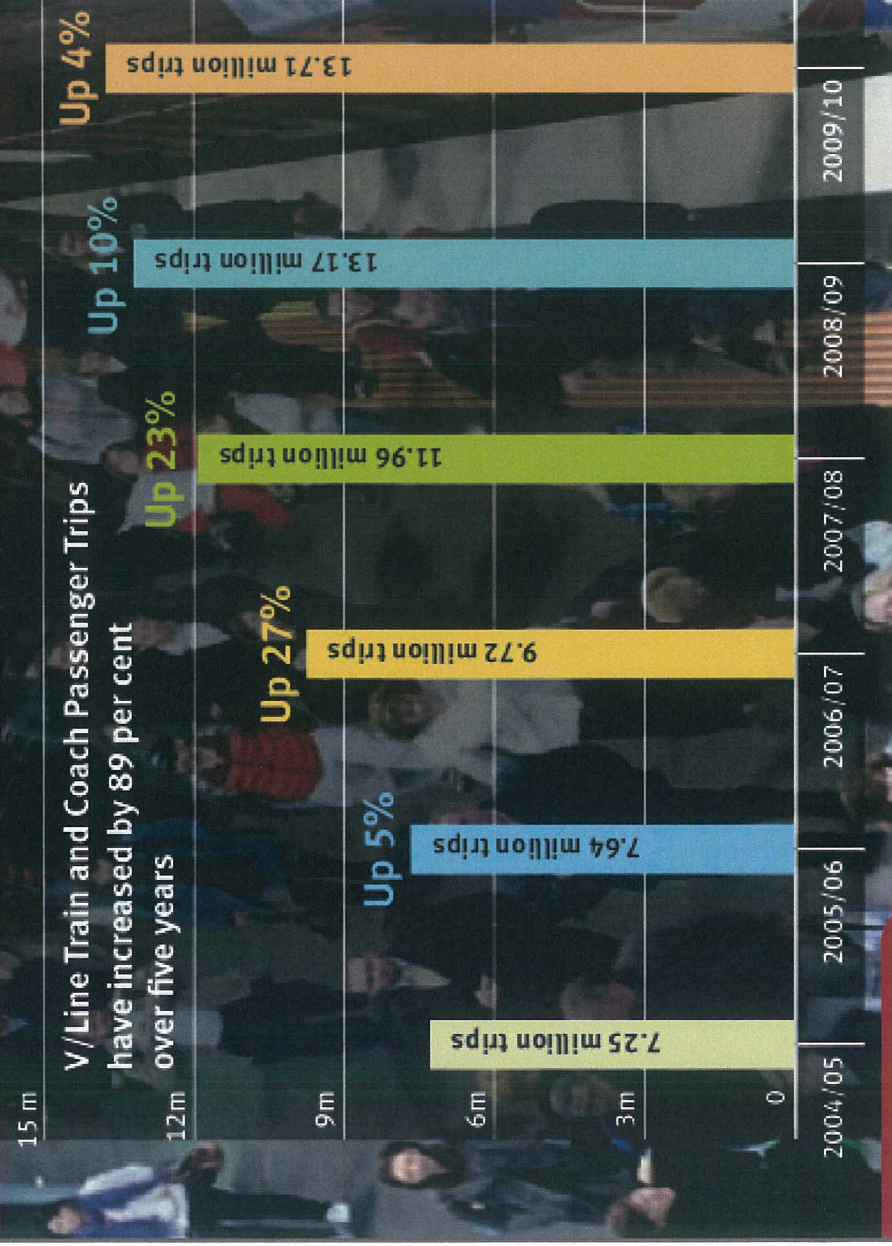 V/Line Train and Coach Passenger Trips
have increased by 89 per cent
over five years
15 m
12m
9m
6m
3m
0
7.25 million trips
2004/05
Up 5%
7.64 million trips
2005/06
Up 27%
9.72 million trips
2006/07
Up 23%
11.96 million trips
2007/08
Up 10%
13.17 million trips
2008/09
Up 4%
13.71 million trips
2009/10